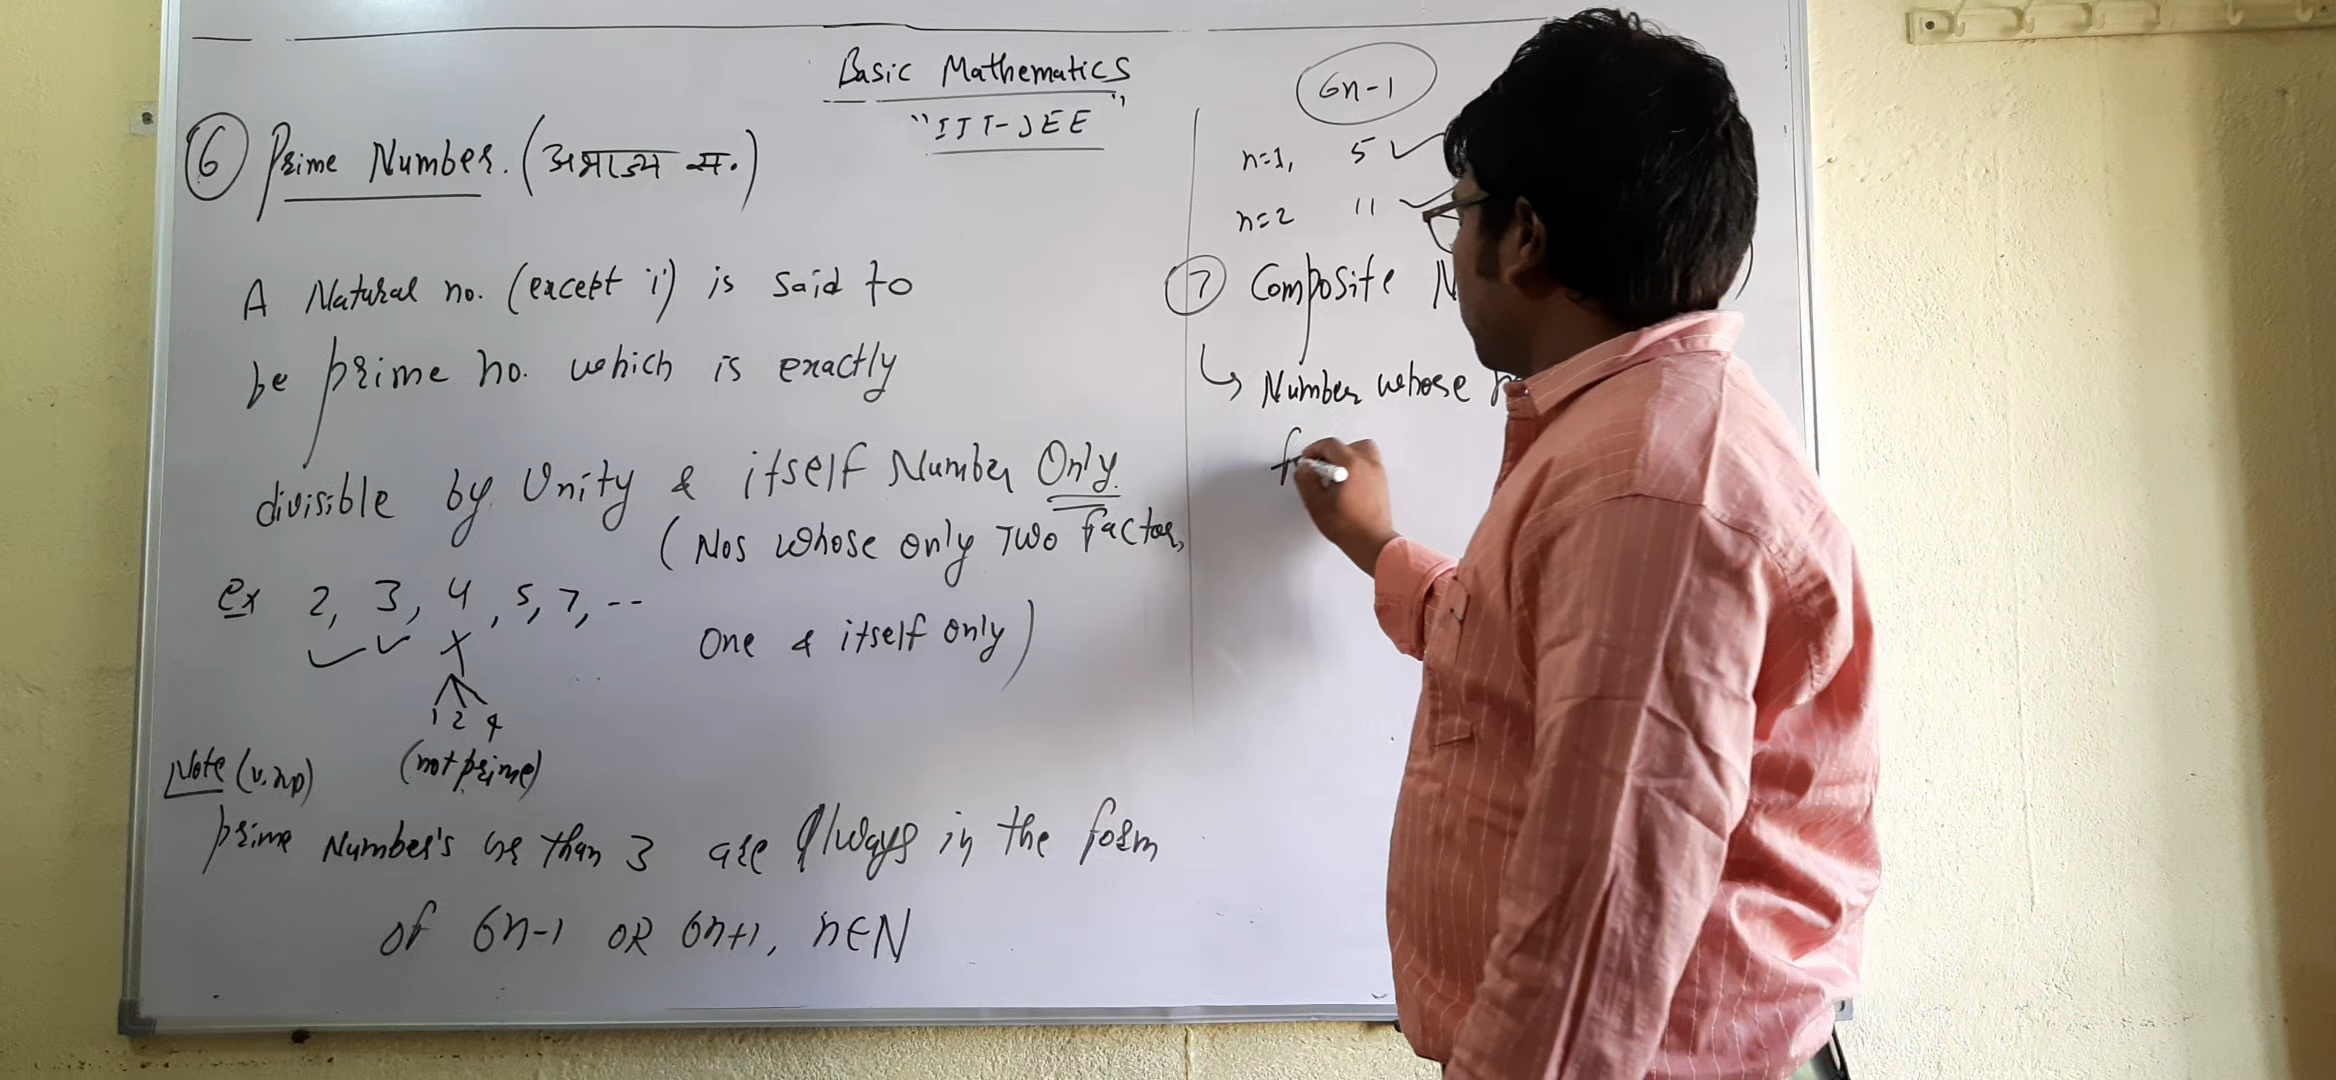 Basic Mathematics
"IIT-JEE"
6 Prime Number. (अभाज्य स.)
A Natural no. (except 1) is said to
be prime no. which is exactly
divisible by Unity & itself Number Only.
(Nos whose only Two Factor,
One & itself only)
ex 2, 3, 4, 5, 7, --
1 2 4
(not prime)
Note
Prime Number's than 3 are Always in the form
of 6n-1 OR 6n+1, n∈N
6n-1
n=1, 5
n=2 11
7 Composite N
Number whose